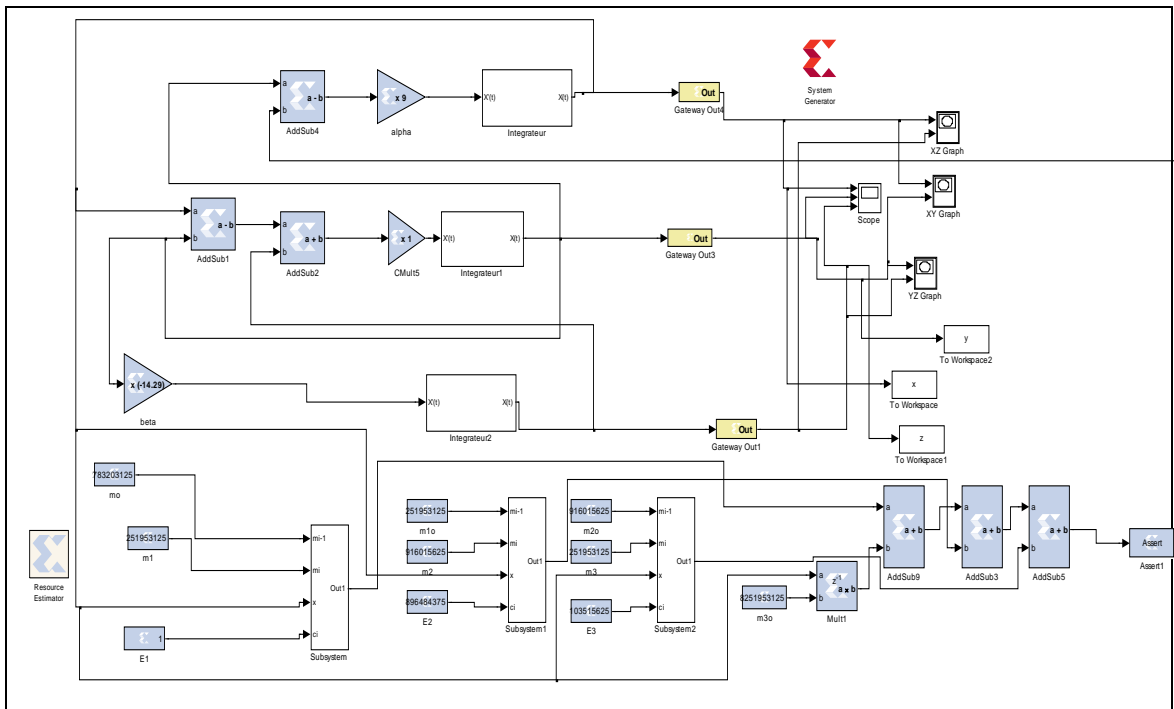 System
Generator
a
b
a - b
AddSub4
x 9
alpha
X'(t)
X(t)
Integrateur
Out
Gateway Out4
XZ Graph
a
b
a - b
AddSub1
a
b
a + b
AddSub2
x 1
CMult5
X'(t)
X(t)
Integrateur1
Out
Gateway Out3
Scope
XY Graph
YZ Graph
y
To Workspace2
x (-14.29)
beta
X'(t)
X(t)
Integrateur2
Out
Gateway Out1
x
To Workspace
z
To Workspace1
Resource
Estimator
783203125
mo
251953125
m1
1
E1
mi-1
mi
x
ci
Out1
Subsystem
251953125
m1o
916015625
m2
896484375
E2
mi-1
mi
x
ci
Out1
Subsystem1
916015625
m2o
251953125
m3
103515625
E3
mi-1
mi
x
ci
Out1
Subsystem2
8251953125
m3o
a
b
z-1
a x b
Mult1
a
b
a + b
AddSub9
a
b
a + b
AddSub3
a
b
a + b
AddSub5
Assert
Assert1